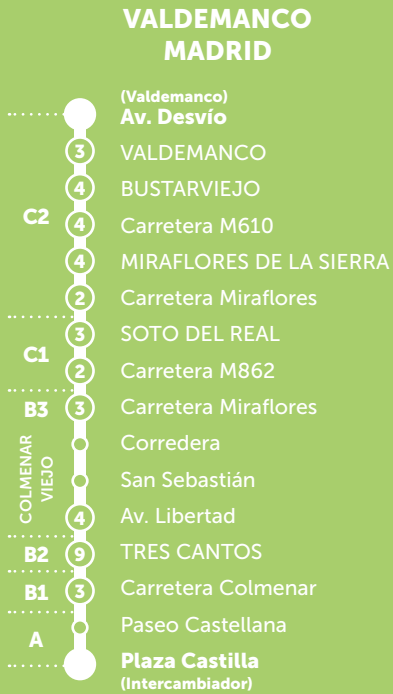 VALDEMANCO
MADRID
(Valdemanco)
Av. Desvío
3 VALDEMANCO
4 BUSTARVIEJO
C2
4 Carretera M610
4 MIRAFLORES DE LA SIERRA
2 Carretera Miraflores
3 SOTO DEL REAL
C1
2 Carretera M862
B3 3 Carretera Miraflores
COLMENAR
VIEJO
Corredera
San Sebastián
4 Av. Libertad
B2 9 TRES CANTOS
B1 3 Carretera Colmenar
Paseo Castellana
A
Plaza Castilla
(Intercambiador)